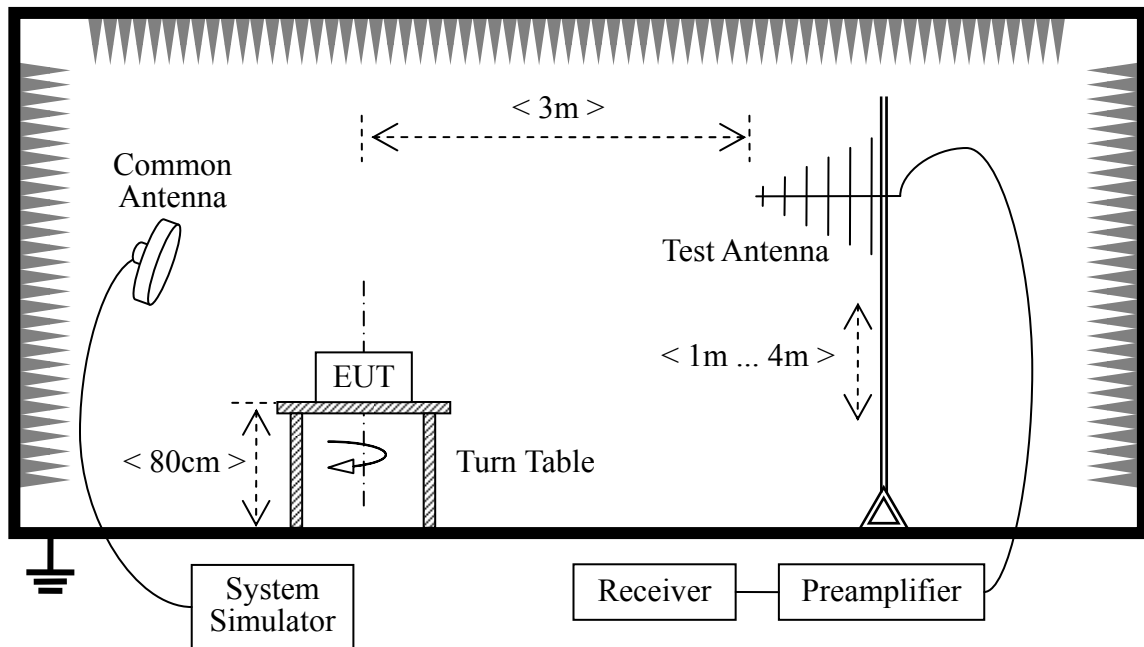 < 3m >
Common
Antenna
Test Antenna
< 1m ... 4m >
EUT
< 80cm >
Turn Table
System
Simulator
Receiver
Preamplifier